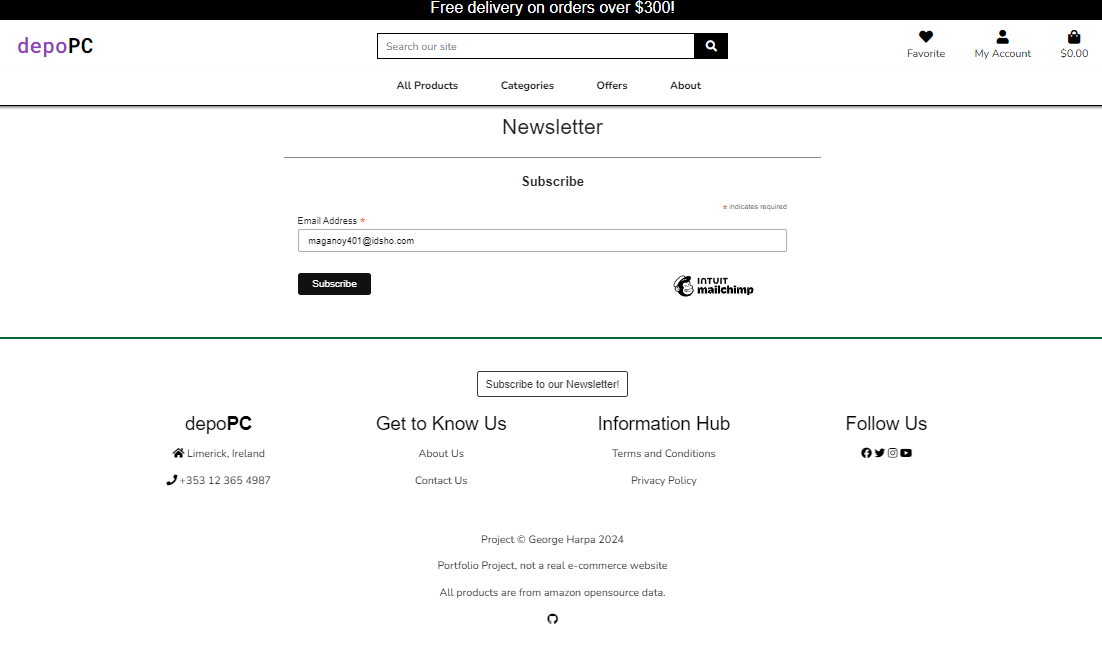 Free delivery on orders over $300!
depoPC
Search our site
Favorite
My Account
$0.00
All Products
Categories
Offers
About
Newsletter
Subscribe
* indicates required
Email Address *
maganoy401@idsho.com
Subscribe
INTUIT
mailchimp
Subscribe to our Newsletter!
depoPC
Limerick, Ireland
+353 12 365 4987
Get to Know Us
About Us
Contact Us
Information Hub
Terms and Conditions
Privacy Policy
Follow Us
Project © George Harpa 2024
Portfolio Project, not a real e-commerce website
All products are from amazon opensource data.